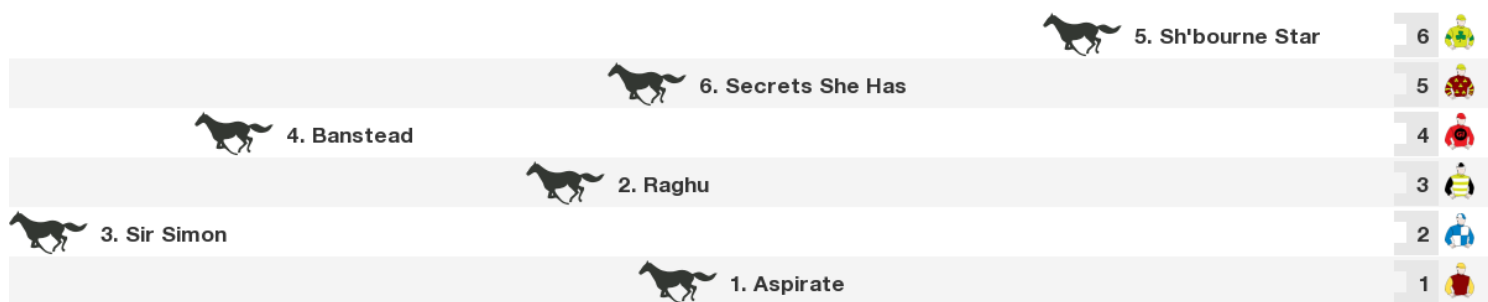 5. Sh'bourne Star 6
6. Secrets She Has 5
4. Banstead 4
2. Raghu 3
3. Sir Simon 2
1. Aspirate 1